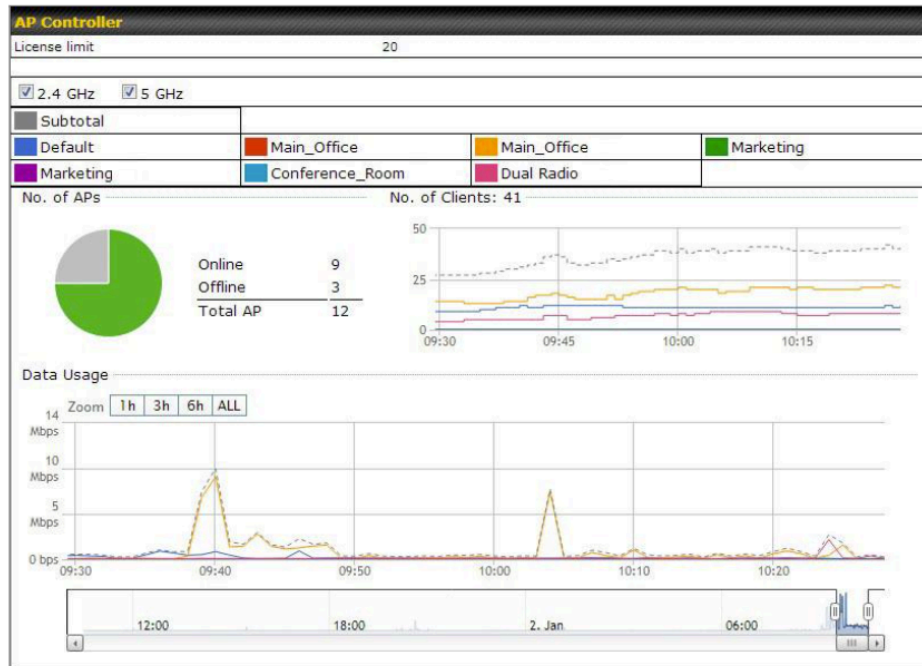 AP Controller
License limit 20
2.4 GHz 5 GHz
Subtotal
Default Main_Office Main_Office Marketing
Marketing Conference_Room Dual Radio
No. of APs No. of Clients: 41
Online 9
Offline 3
Total AP 12
50
25
0
09:30 09:45 10:00 10:15
Data Usage
Zoom 1h 3h 6h ALL
14
Mbps
10
Mbps
5
Mbps
0 bps
09:30 09:40 09:50 10:00 10:10 10:20
12:00 18:00 2. Jan 06:00